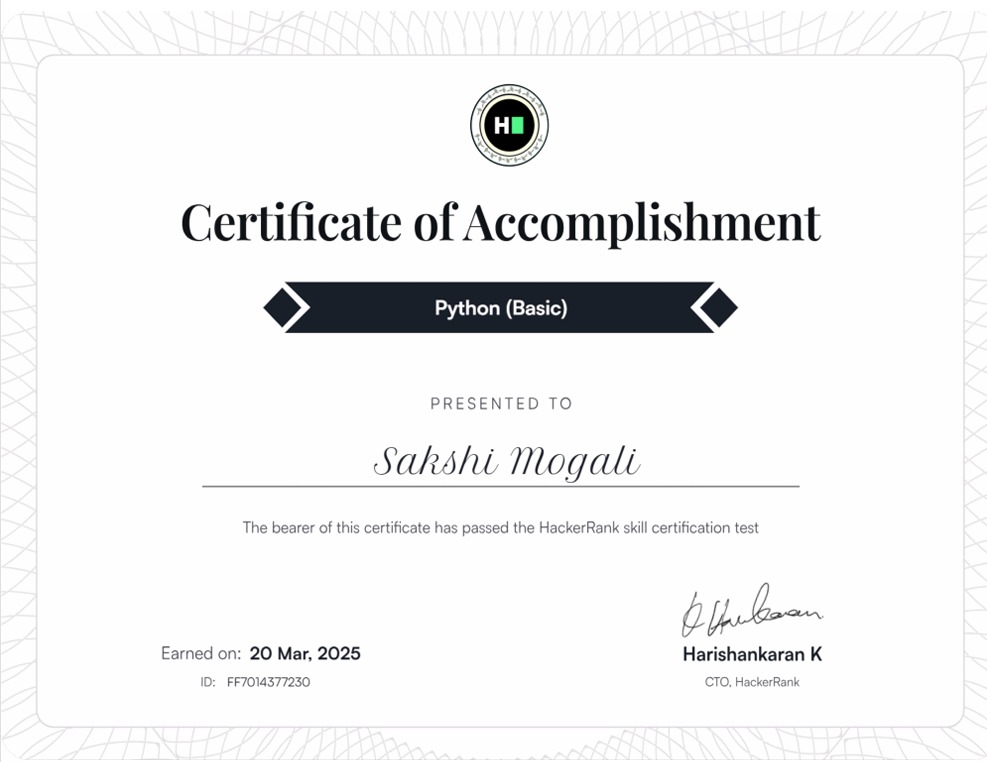 H
Certificate of Accomplishment
Python (Basic)
PRESENTED TO
Sakshi Mogali
The bearer of this certificate has passed the HackerRank skill certification test
Earned on: 20 Mar, 2025
ID: FF7014377230
Harishankaran K
CTO, HackerRank